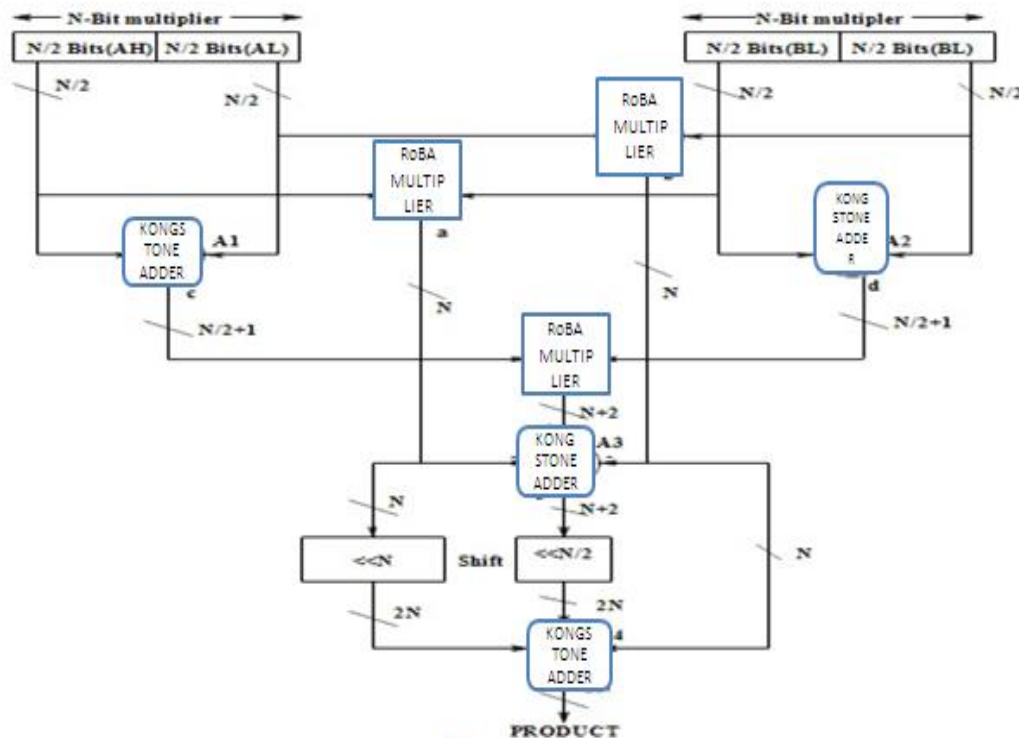 N-Bit multiplier
N-Bit multipler
N/2 Bits(AH)
N/2 Bits(AL)
N/2 Bits(BL)
N/2 Bits(BL)
N/2
N/2
N/2
N/2
RoBA
MULTIP
LIER
RoBA
MULTIP
LIER
a
KONGS
TONE
ADDER
A1
c
KONG
STONE
ADDE
R
A2
d
N
N
N/2+1
N/2+1
RoBA
MULTIP
LIER
N+2
KONG
STONE
ADDER
A3
N
N+2
N
<<N
Shift
<<N/2
2N
2N
KONGS
TONE
ADDER
4
PRODUCT